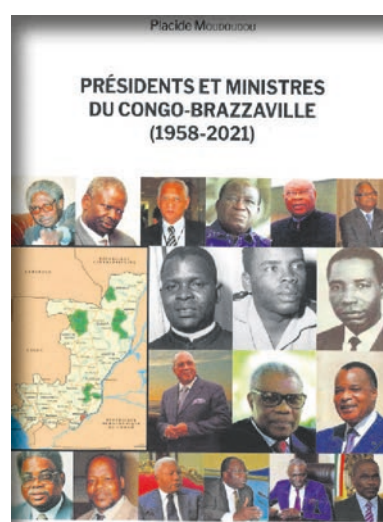 Placide Moudoudou
PRÉSIDENTS ET MINISTRES
DU CONGO-BRAZZAVILLE
(1958-2021)